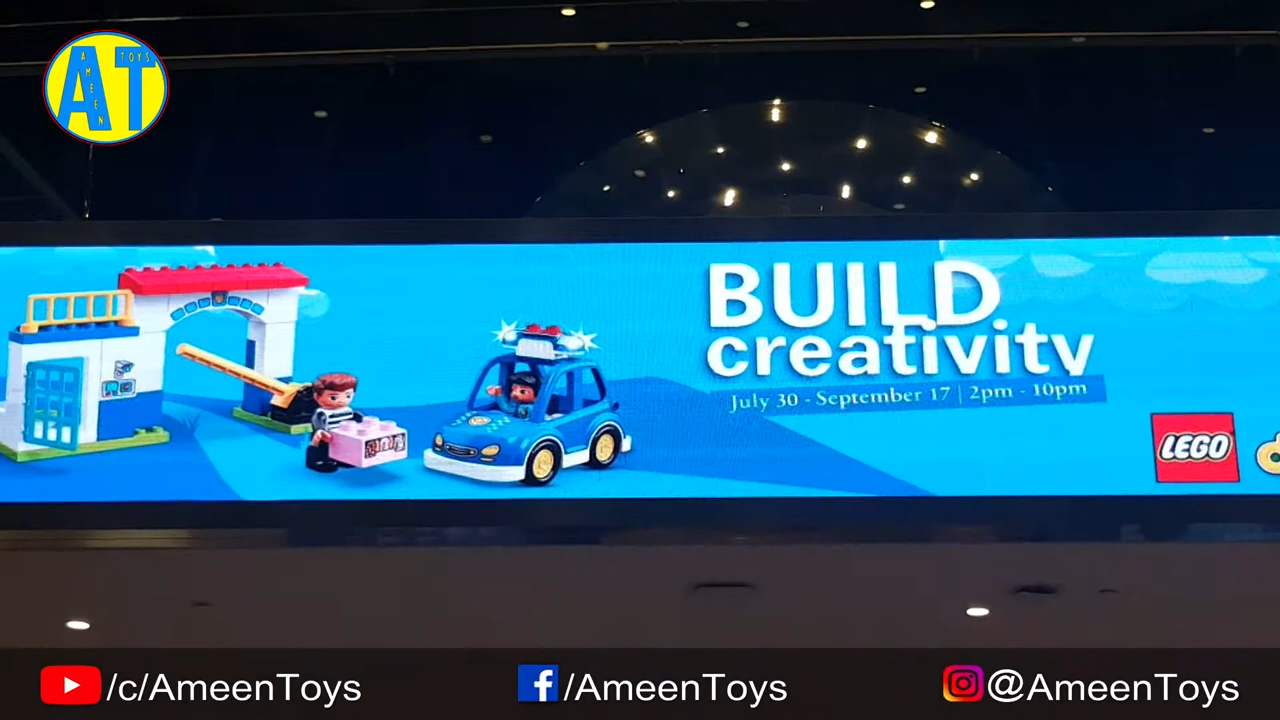 AT
AMEEN
TOYS
BUILD
creativity
July 30 - September 17 | 2pm - 10pm
LEGO
/c/AmeenToys
/AmeenToys
@AmeenToys